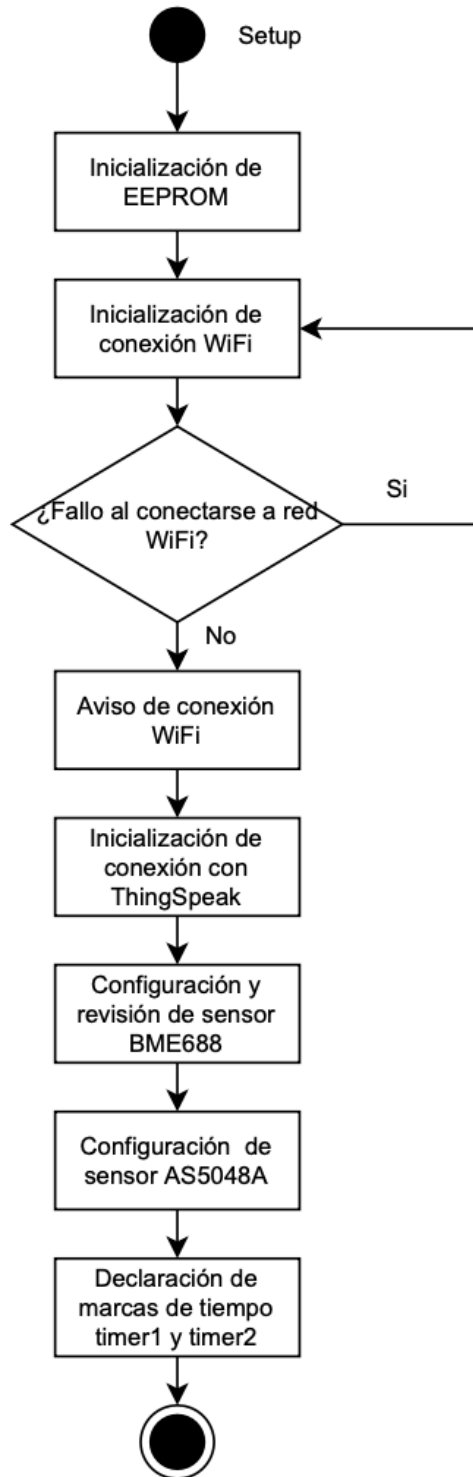 Setup
Inicialización de
EEPROM
Inicialización de
conexión WiFi
¿Fallo al conectarse a red
WiFi?
Si
No
Aviso de conexión
WiFi
Inicialización de
conexión con
ThingSpeak
Configuración y
revisión de sensor
BME688
Configuración de
sensor AS5048A
Declaración de
marcas de tiempo
timer1 y timer2